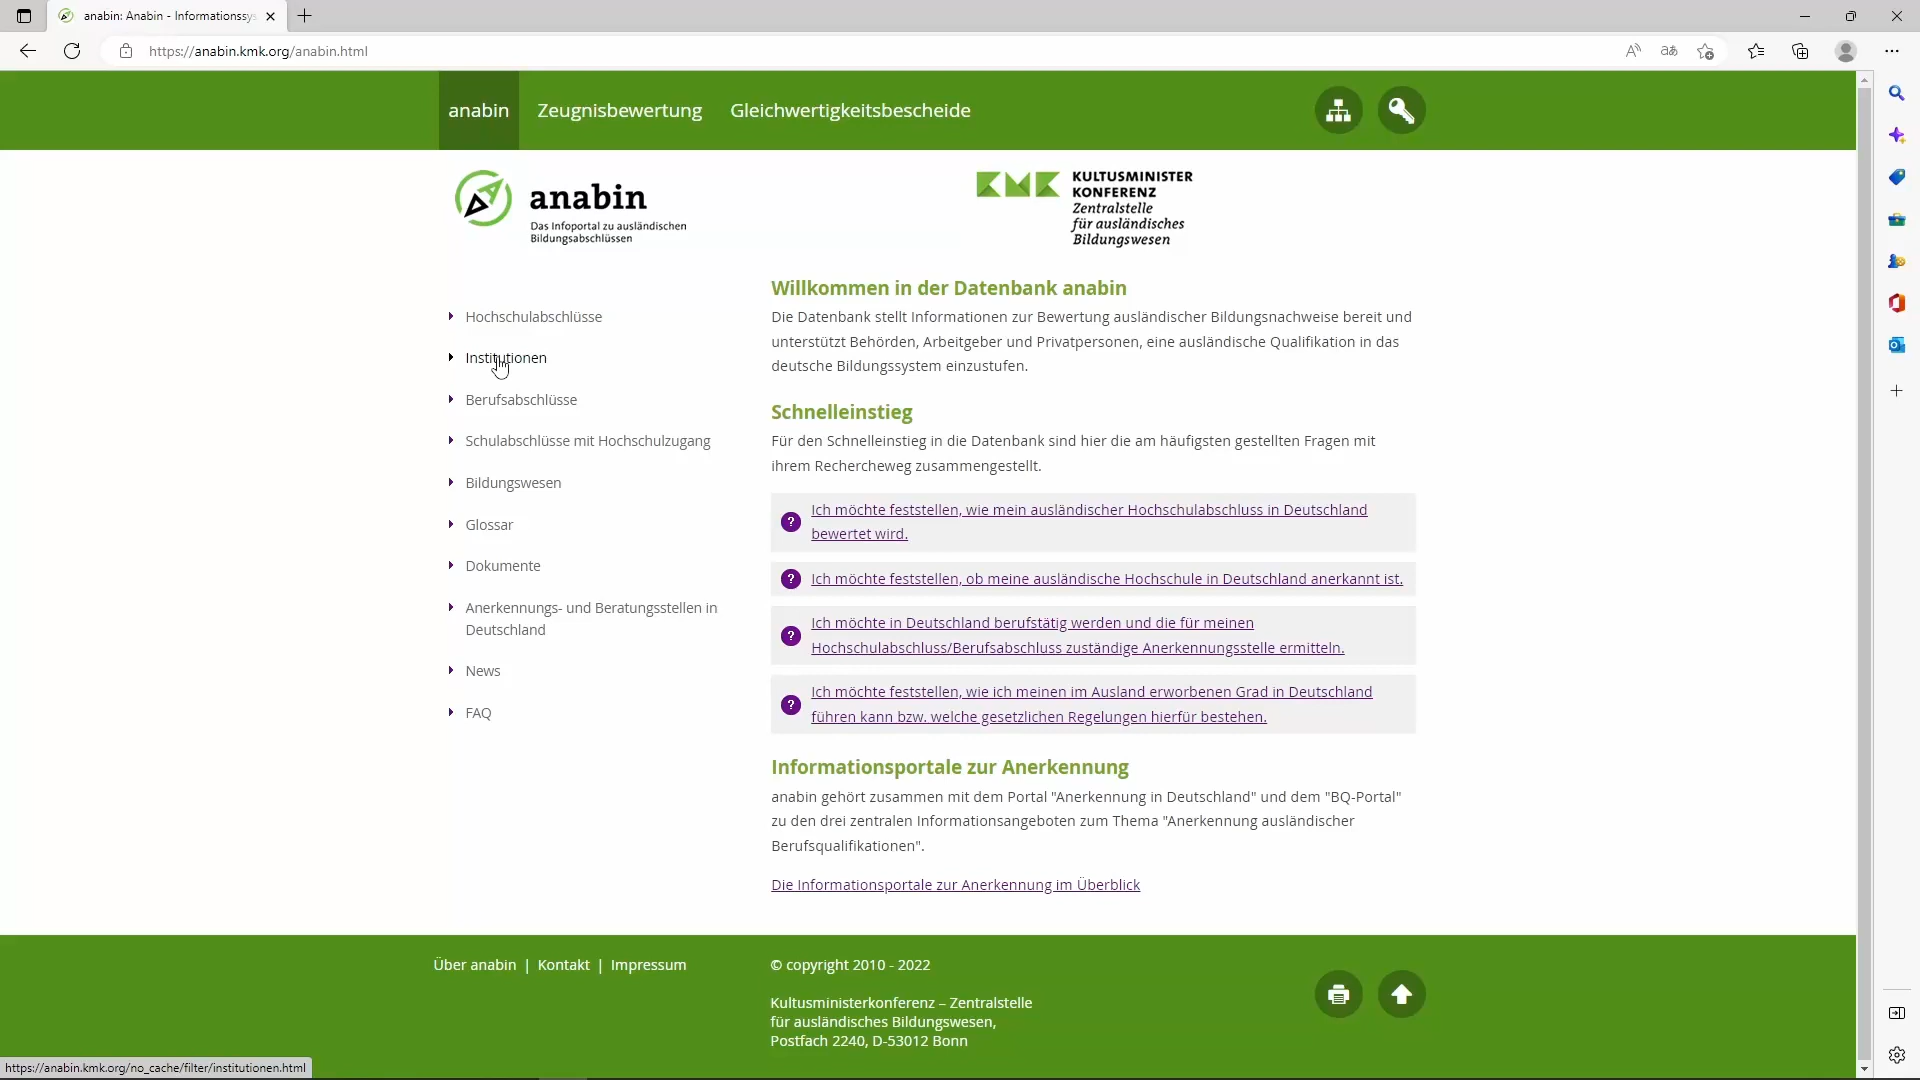 anabin: Anabin - Informationssys
https://anabin.kmk.org/anabin.html
anabin
Zeugnisbewertung
Gleichwertigkeitsbescheide
anabin
Das Infoportal zu ausländischen
Bildungsabschlüssen
KMK
KULTUSMINISTER
KONFERENZ
Zentralstelle
für ausländisches
Bildungswesen
Hochschulabschlüsse
Institutionen
Berufsabschlüsse
Schulabschlüsse mit Hochschulzugang
Bildungswesen
Glossar
Dokumente
Anerkennungs- und Beratungsstellen in
Deutschland
News
FAQ
Willkommen in der Datenbank anabin
Die Datenbank stellt Informationen zur Bewertung ausländischer Bildungsnachweise bereit und
unterstützt Behörden, Arbeitgeber und Privatpersonen, eine ausländische Qualifikation in das
deutsche Bildungssystem einzustufen.
Schnelleinstieg
Für den Schnelleinstieg in die Datenbank sind hier die am häufigsten gestellten Fragen mit
ihrem Rechercheweg zusammengestellt.
? Ich möchte feststellen, wie mein ausländischer Hochschulabschluss in Deutschland
bewertet wird.
? Ich möchte feststellen, ob meine ausländische Hochschule in Deutschland anerkannt ist.
? Ich möchte in Deutschland berufstätig werden und die für meinen
Hochschulabschluss/Berufsabschluss zuständige Anerkennungsstelle ermitteln.
? Ich möchte feststellen, wie ich meinen im Ausland erworbenen Grad in Deutschland
führen kann bzw. welche gesetzlichen Regelungen hierfür bestehen.
Informationsportale zur Anerkennung
anabin gehört zusammen mit dem Portal "Anerkennung in Deutschland" und dem "BQ-Portal"
zu den drei zentralen Informationsangeboten zum Thema "Anerkennung ausländischer
Berufsqualifikationen".
Die Informationsportale zur Anerkennung im Überblick
Über anabin | Kontakt | Impressum
© copyright 2010 - 2022
Kultusministerkonferenz – Zentralstelle
für ausländisches Bildungswesen,
Postfach 2240, D-53012 Bonn
https://anabin.kmk.org/no_cache/filter/institutionen.html